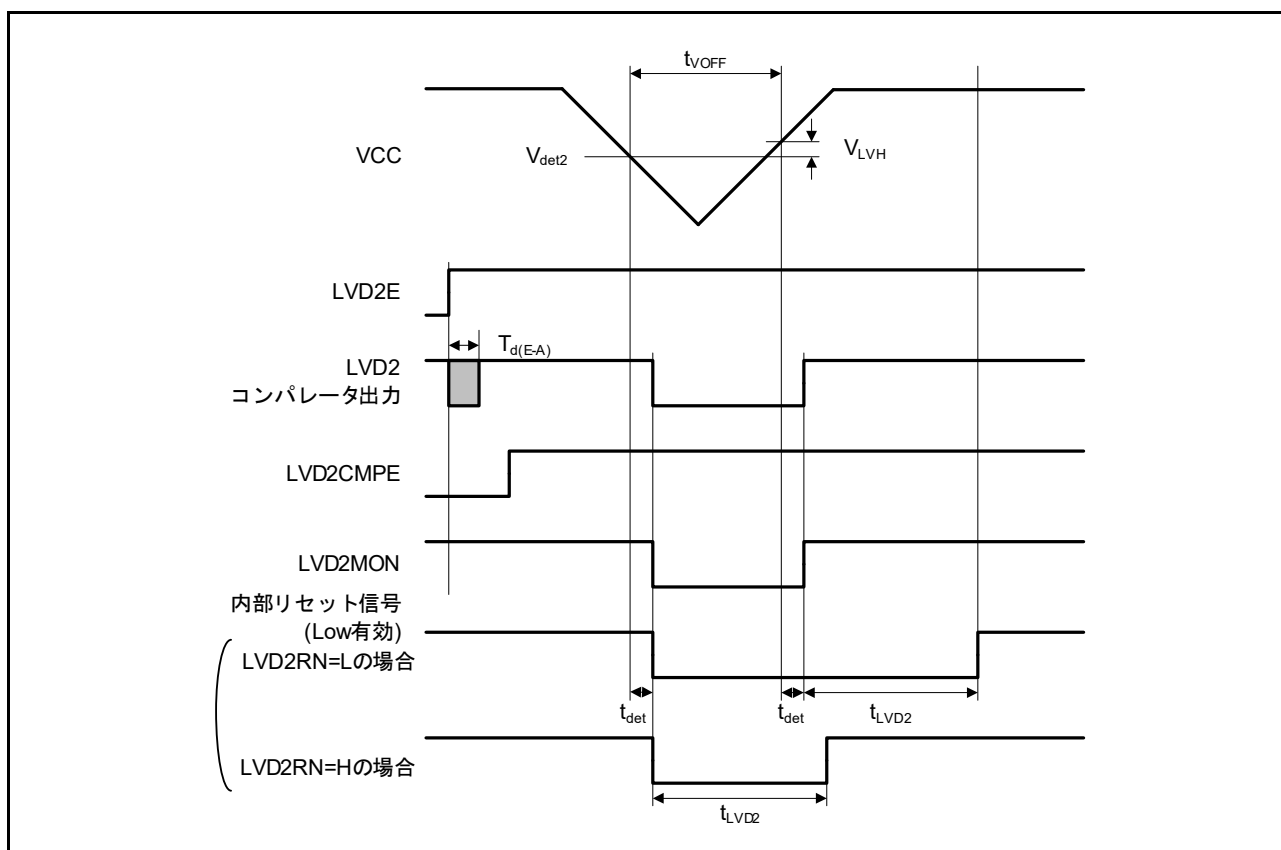 tVOFF
VCC
Vdet2
VLVH
LVD2E
Td(E-A)
LVD2
コンパレータ出力
LVD2CMPE
LVD2MON
内部リセット信号
(Low有効)
LVD2RN=Lの場合
tdet
tdet
tLVD2
LVD2RN=Hの場合
tLVD2